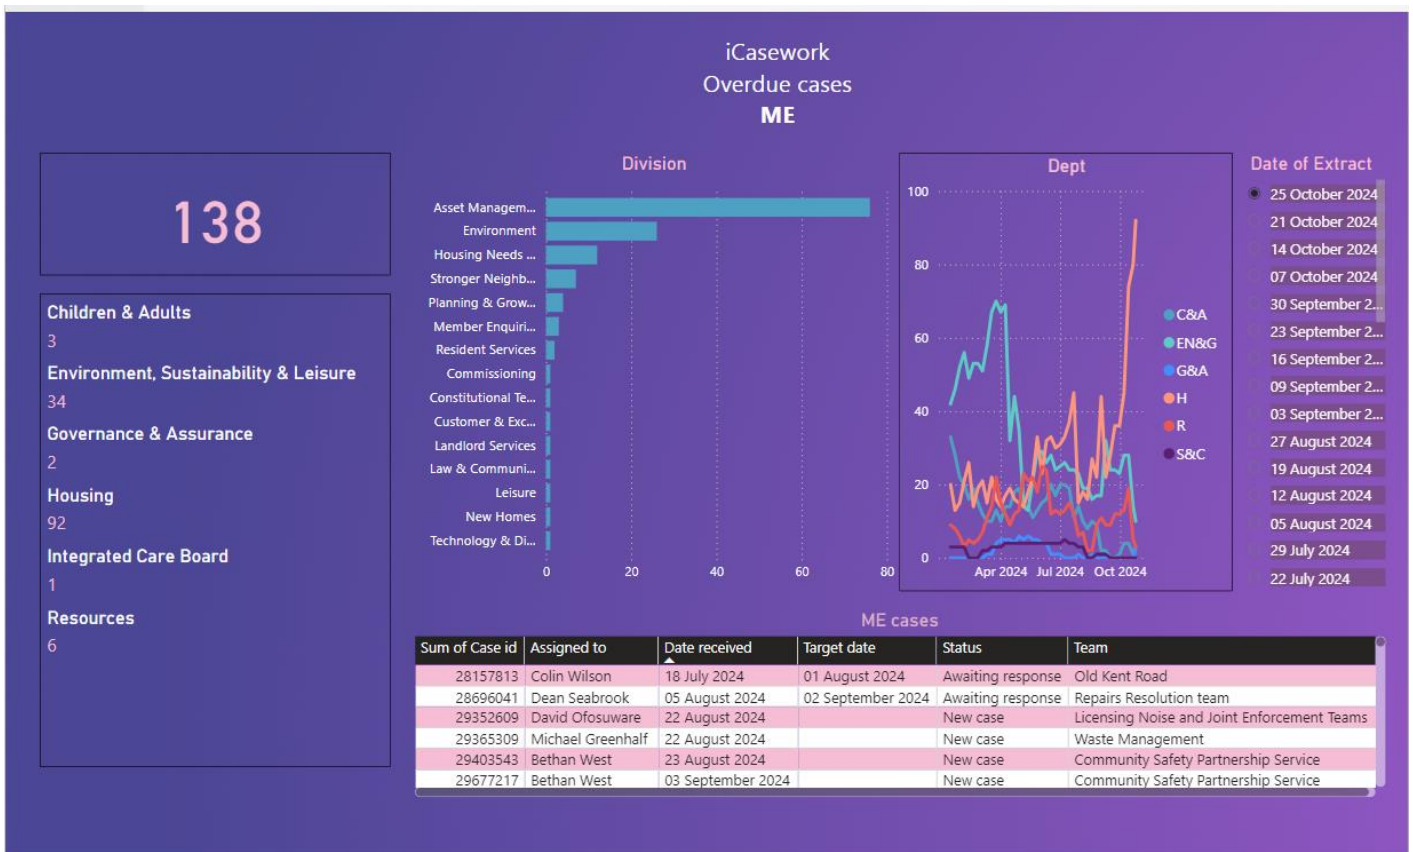 iCasework
Overdue cases
ME
138
Children & Adults
3
Environment, Sustainability & Leisure
34
Governance & Assurance
2
Housing
92
Integrated Care Board
1
Resources
6
Division
Asset Managem...
Environment
Housing Needs ...
Stronger Neighb...
Planning & Grow...
Member Enquiri...
Resident Services
Commissioning
Constitutional Te...
Customer & Exc...
Landlord Services
Law & Communi...
Leisure
New Homes
Technology & Di...
0 20 40 60 80
Dept
100
80
60
40
20
0
Apr 2024 Jul 2024 Oct 2024
C&A
EN&G
G&A
H
R
S&C
Date of Extract
25 October 2024
21 October 2024
14 October 2024
07 October 2024
30 September 2...
23 September 2...
16 September 2...
09 September 2...
03 September 2...
27 August 2024
19 August 2024
12 August 2024
05 August 2024
29 July 2024
22 July 2024
ME cases
Sum of Case id Assigned to Date received Target date Status Team
28157813 Colin Wilson 18 July 2024 01 August 2024 Awaiting response Old Kent Road
28696041 Dean Seabrook 05 August 2024 02 September 2024 Awaiting response Repairs Resolution team
29352609 David Ofosuware 22 August 2024 New case Licensing Noise and Joint Enforcement Teams
29365309 Michael Greenhalf 22 August 2024 New case Waste Management
29403543 Bethan West 23 August 2024 New case Community Safety Partnership Service
29677217 Bethan West 03 September 2024 New case Community Safety Partnership Service